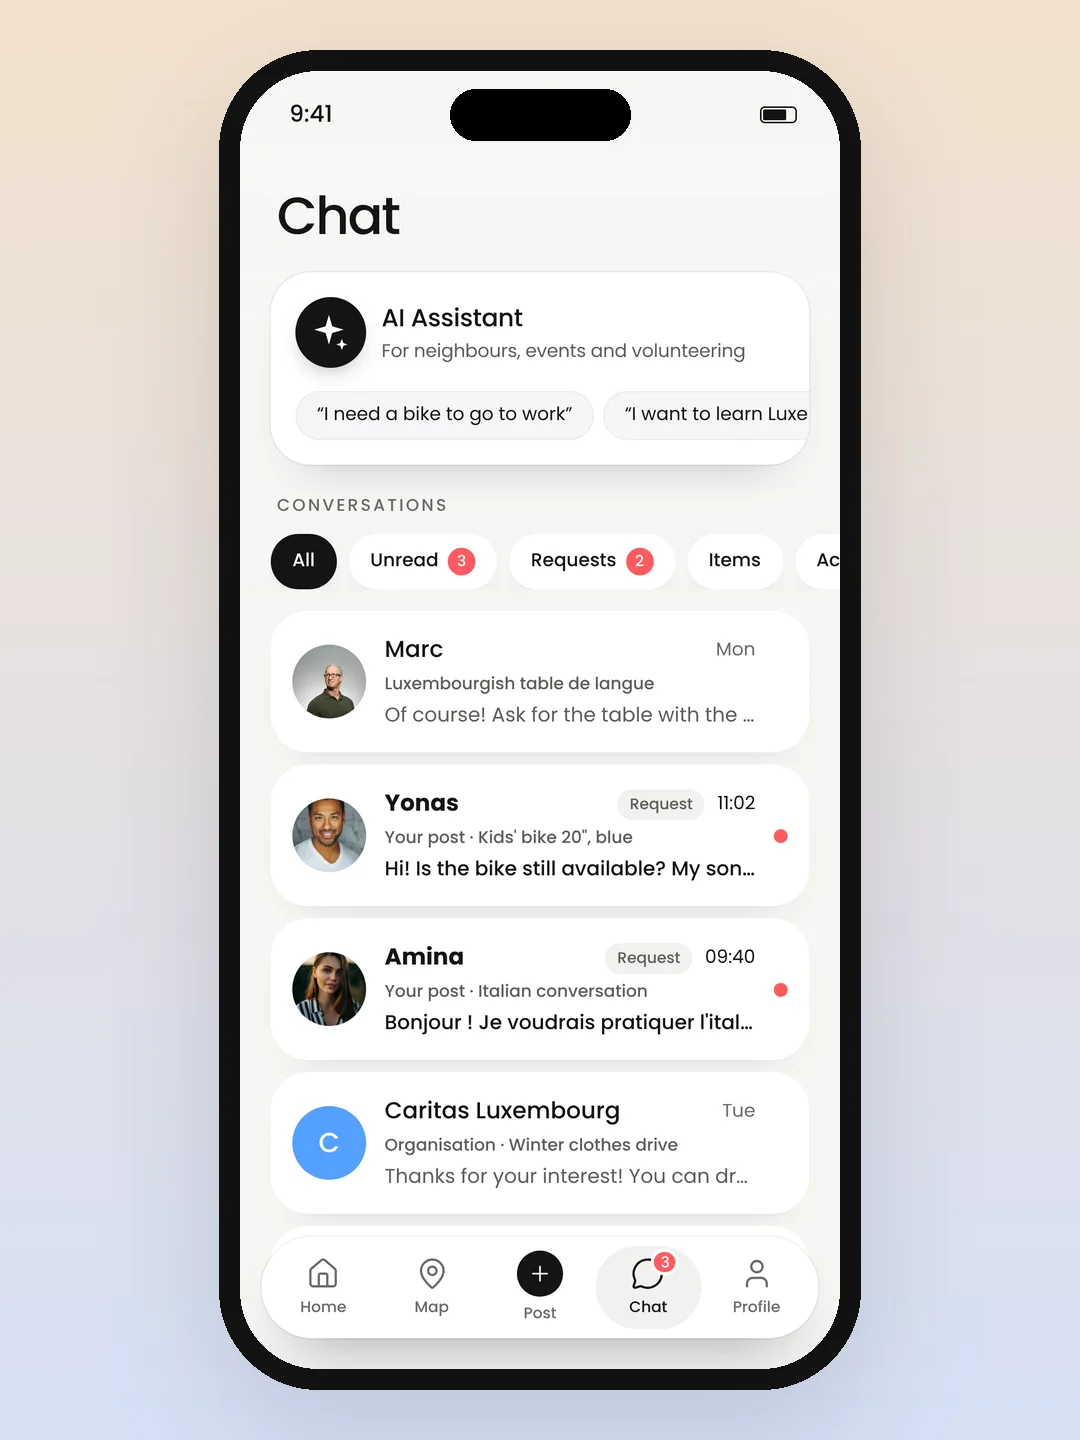 9:41
Chat
AI Assistant
For neighbours, events and volunteering
“I need a bike to go to work” “I want to learn Luxe
CONVERSATIONS
All Unread 3 Requests 2 Items Ac
Marc Mon
Luxembourgish table de langue
Of course! Ask for the table with the ...
Yonas Request 11:02
Your post · Kids' bike 20", blue
Hi! Is the bike still available? My son...
Amina Request 09:40
Your post · Italian conversation
Bonjour ! Je voudrais pratiquer l'ital...
Caritas Luxembourg Tue
C
Organisation · Winter clothes drive
Thanks for your interest! You can dr...
3
Home Map Post Chat Profile